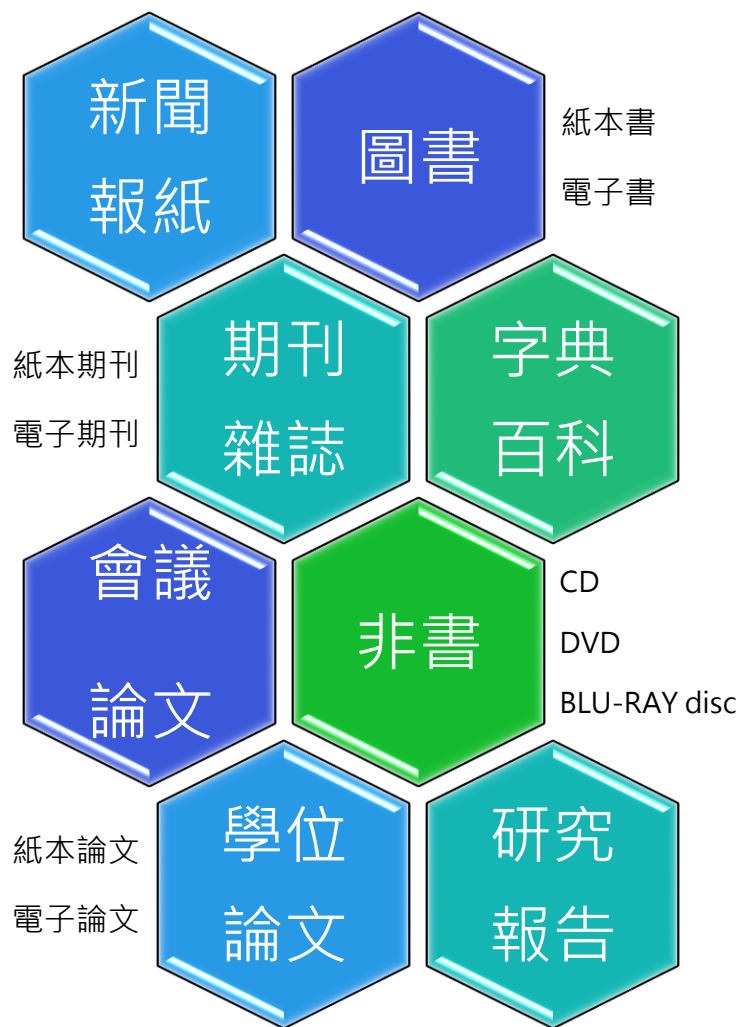 新聞
報紙
圖書
紙本書
電子書
紙本期刊
電子期刊
期刊
雜誌
字典
百科
會議
論文
非書
CD
DVD
BLU-RAY disc
紙本論文
電子論文
學位
論文
研究
報告